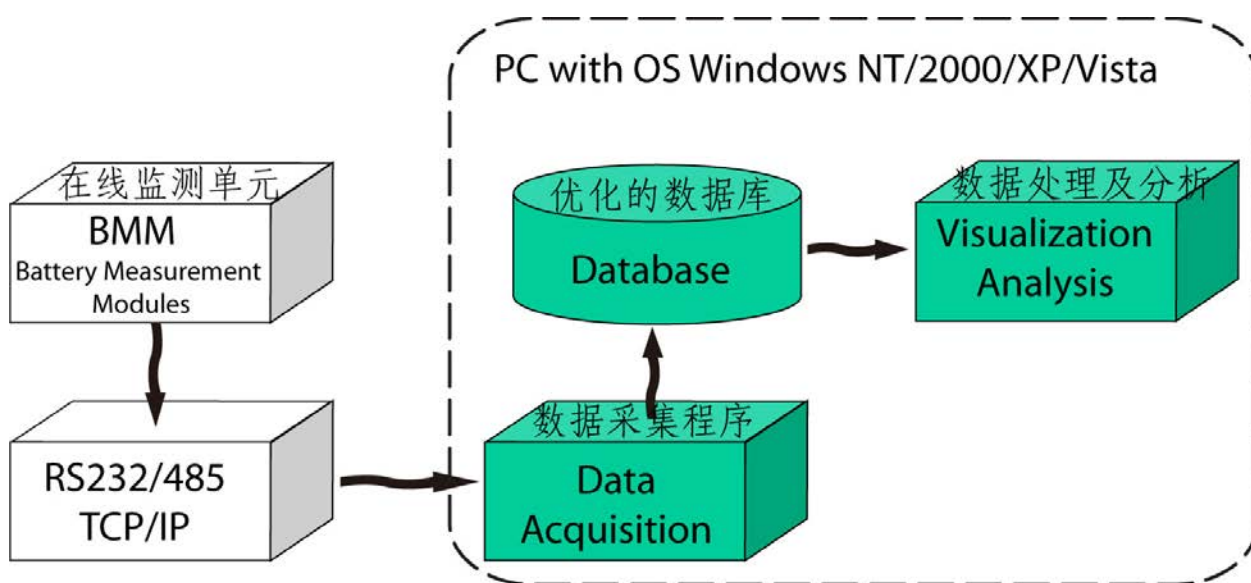 PC with OS Windows NT/2000/XP/Vista
在线监测单元
BMM
Battery Measurement
Modules
优化的数据库
Database
数据处理及分析
Visualization
Analysis
RS232/485
TCP/IP
数据采集程序
Data
Acquisition